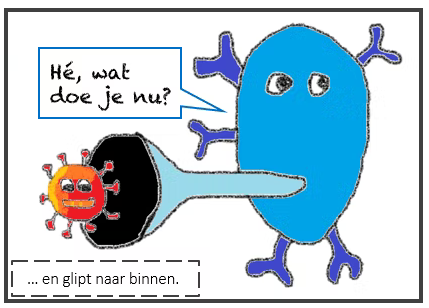 Hé, wat
doe je nu?
... en glipt naar binnen.